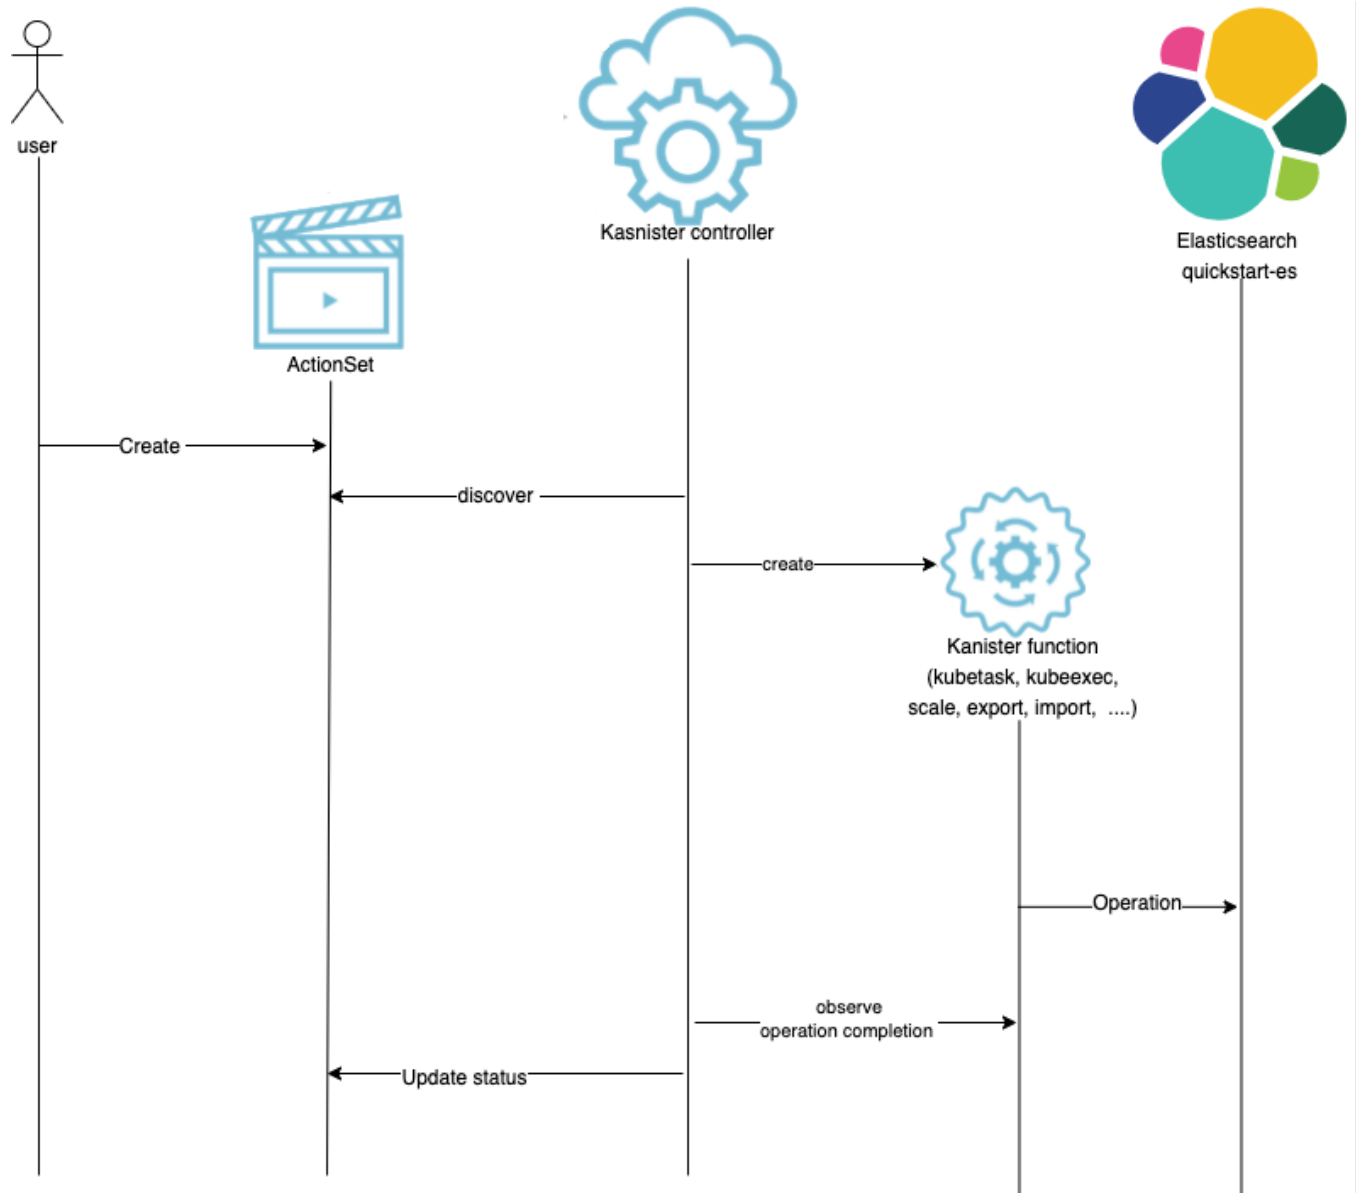 user
Kasnister controller
Elasticsearch
quickstart-es
ActionSet
Create
discover
create
Kanister function
(kubetask, kubeexec,
scale, export, import,  ....)
Operation
observe
operation completion
Update status